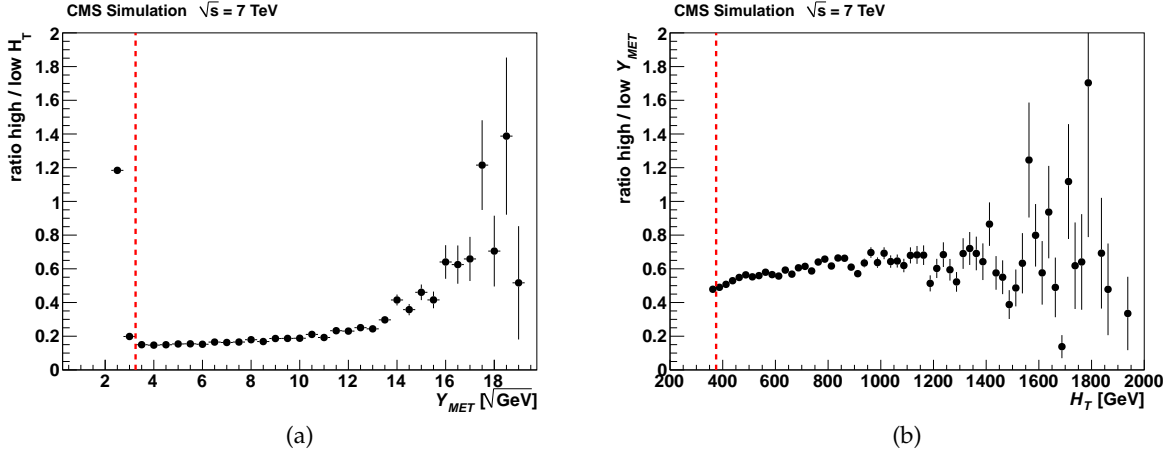 CMS Simulation √s = 7 TeV
ratio high / low H_T
2
1.8
1.6
1.4
1.2
1
0.8
0.6
0.4
0.2
0
2 4 6 8 10 12 14 16 18
Y_MET [√GeV]
(a)
CMS Simulation √s = 7 TeV
ratio high / low Y_MET
2
1.8
1.6
1.4
1.2
1
0.8
0.6
0.4
0.2
0
200 400 600 800 1000 1200 1400 1600 1800 2000
H_T [GeV]
(b)